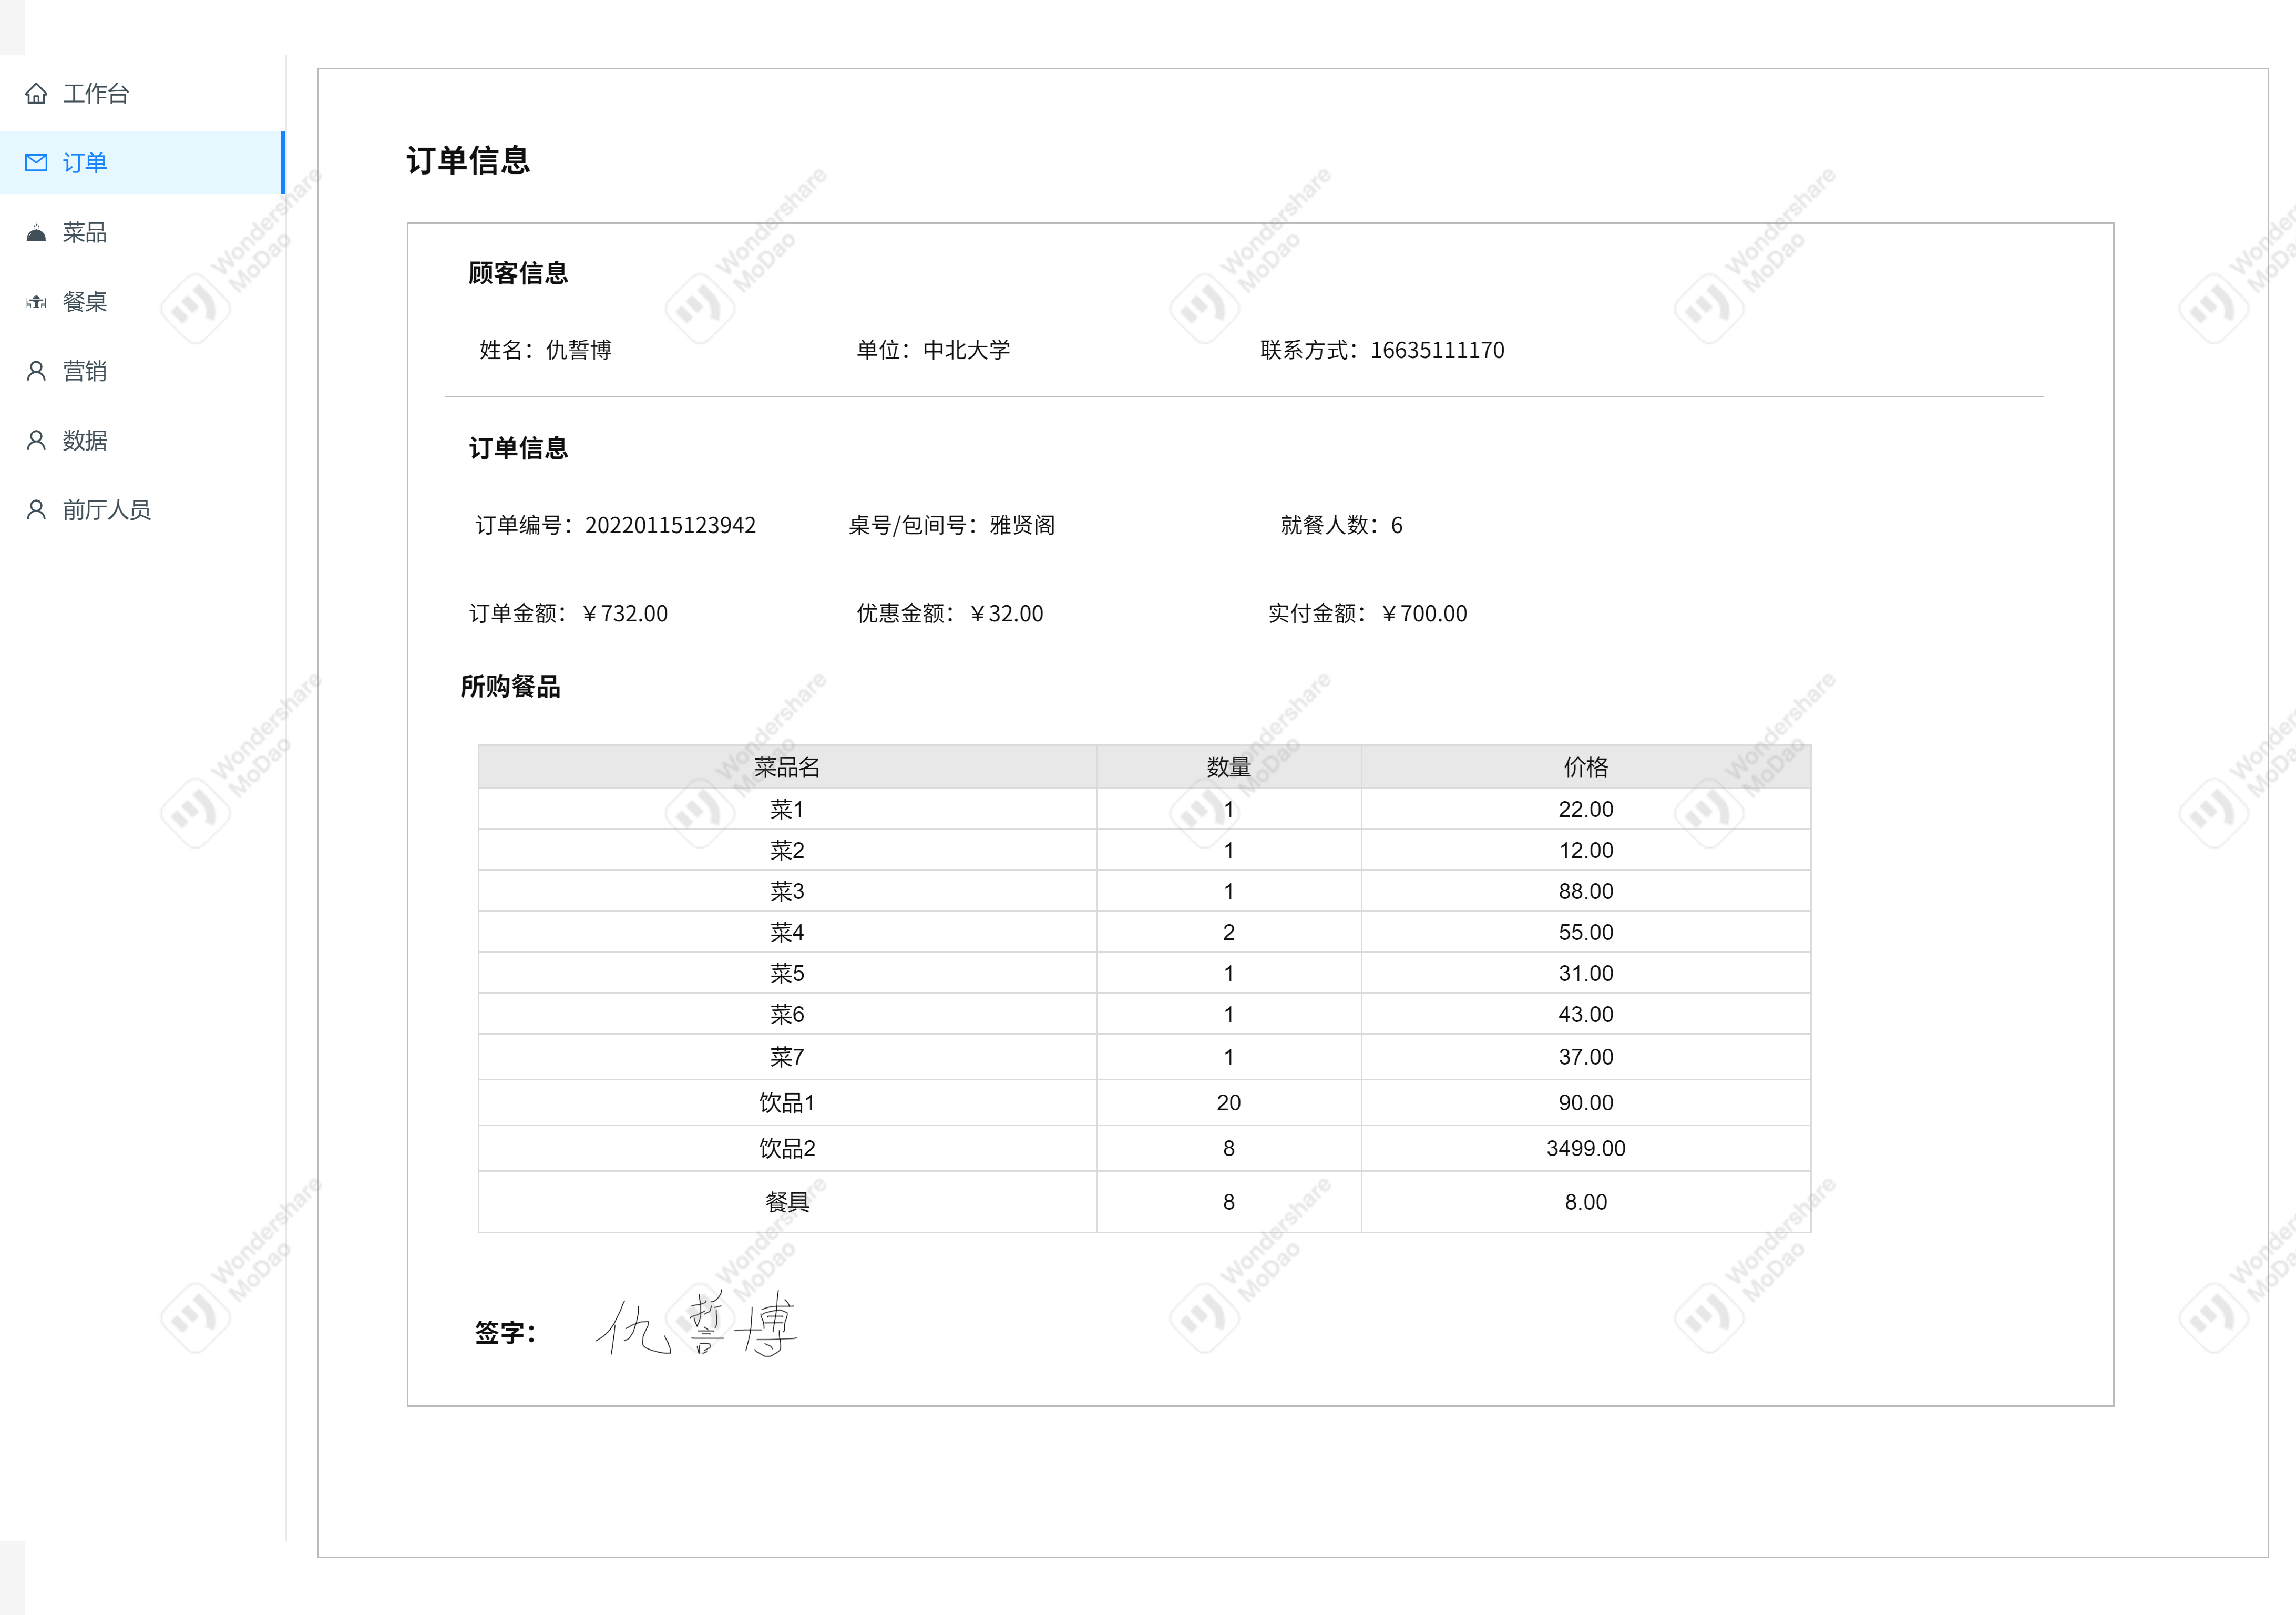 工作台
订单
菜品
餐桌
营销
数据
前厅人员
订单信息
顾客信息
姓名：仇誓博 单位：中北大学 联系方式：16635111170
订单信息
订单编号：20220115123942 桌号/包间号：雅贤阁 就餐人数：6
订单金额：￥732.00 优惠金额：￥32.00 实付金额：￥700.00
所购餐品
菜品名 数量 价格
菜1 1 22.00
菜2 1 12.00
菜3 1 88.00
菜4 2 55.00
菜5 1 31.00
菜6 1 43.00
菜7 1 37.00
饮品1 20 90.00
饮品2 8 3499.00
餐具 8 8.00
签字： 仇誓博
Wondershare
MoDao